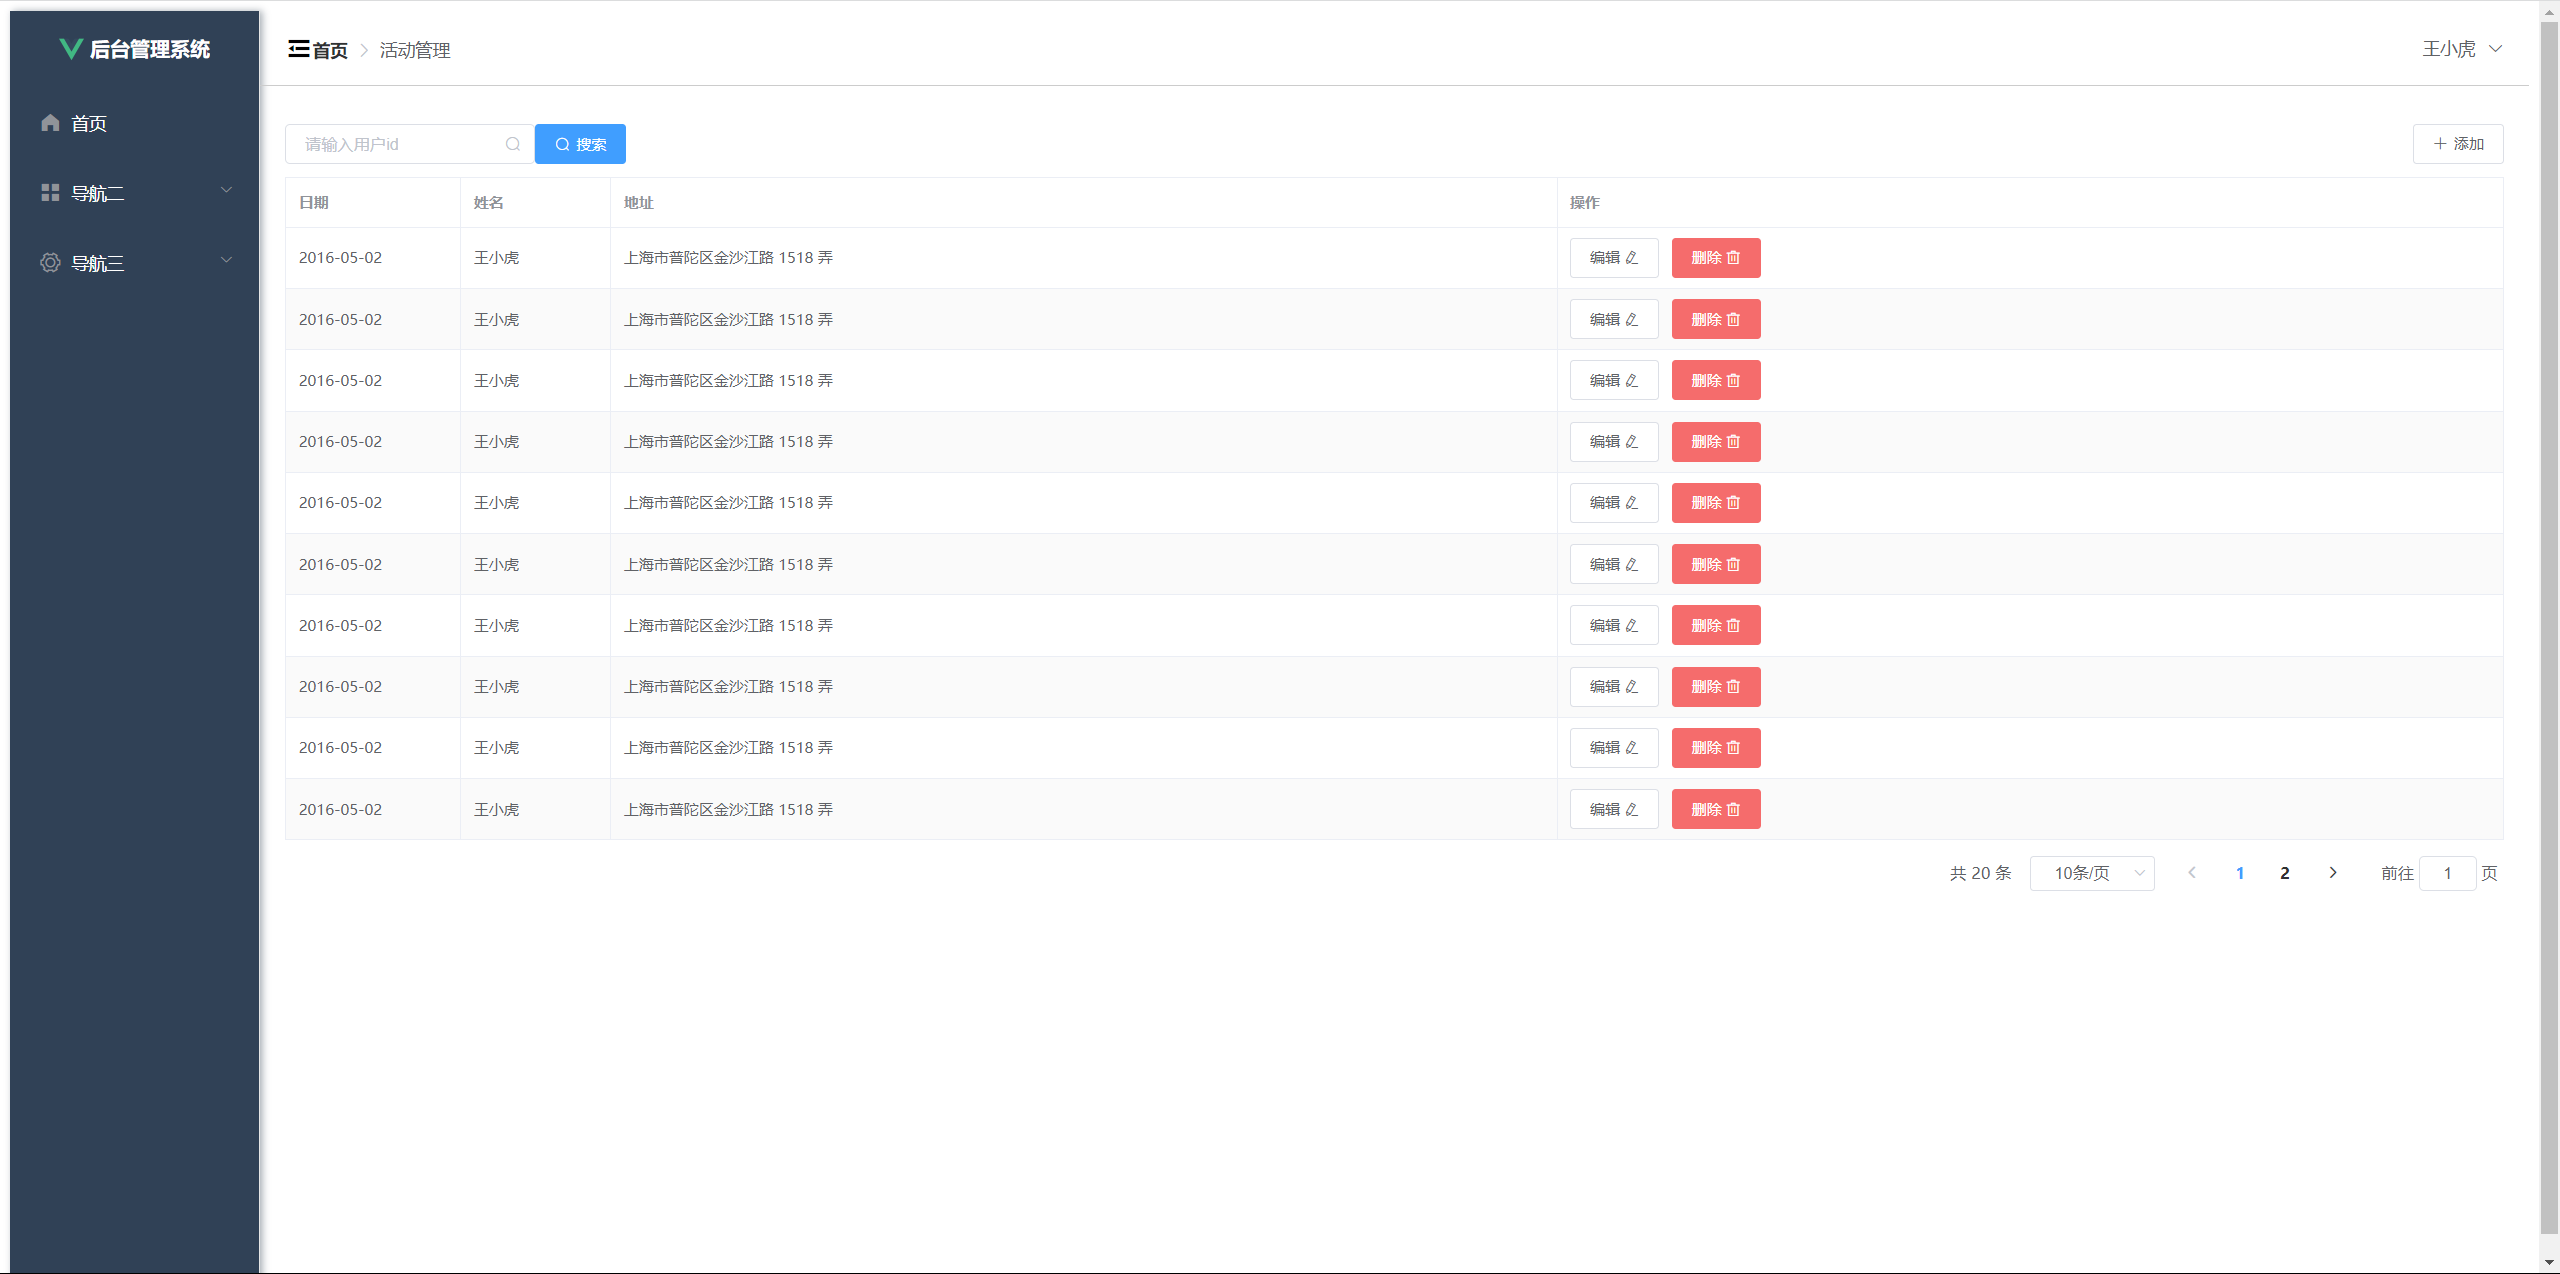 后台管理系统
首页
导航二
导航三
首页 > 活动管理
王小虎
请输入用户id 搜索 添加
日期 姓名 地址 操作
2016-05-02 王小虎 上海市普陀区金沙江路 1518 弄 编辑 删除
2016-05-02 王小虎 上海市普陀区金沙江路 1518 弄 编辑 删除
2016-05-02 王小虎 上海市普陀区金沙江路 1518 弄 编辑 删除
2016-05-02 王小虎 上海市普陀区金沙江路 1518 弄 编辑 删除
2016-05-02 王小虎 上海市普陀区金沙江路 1518 弄 编辑 删除
2016-05-02 王小虎 上海市普陀区金沙江路 1518 弄 编辑 删除
2016-05-02 王小虎 上海市普陀区金沙江路 1518 弄 编辑 删除
2016-05-02 王小虎 上海市普陀区金沙江路 1518 弄 编辑 删除
2016-05-02 王小虎 上海市普陀区金沙江路 1518 弄 编辑 删除
2016-05-02 王小虎 上海市普陀区金沙江路 1518 弄 编辑 删除
共 20 条 10条/页 1 2 前往 1 页